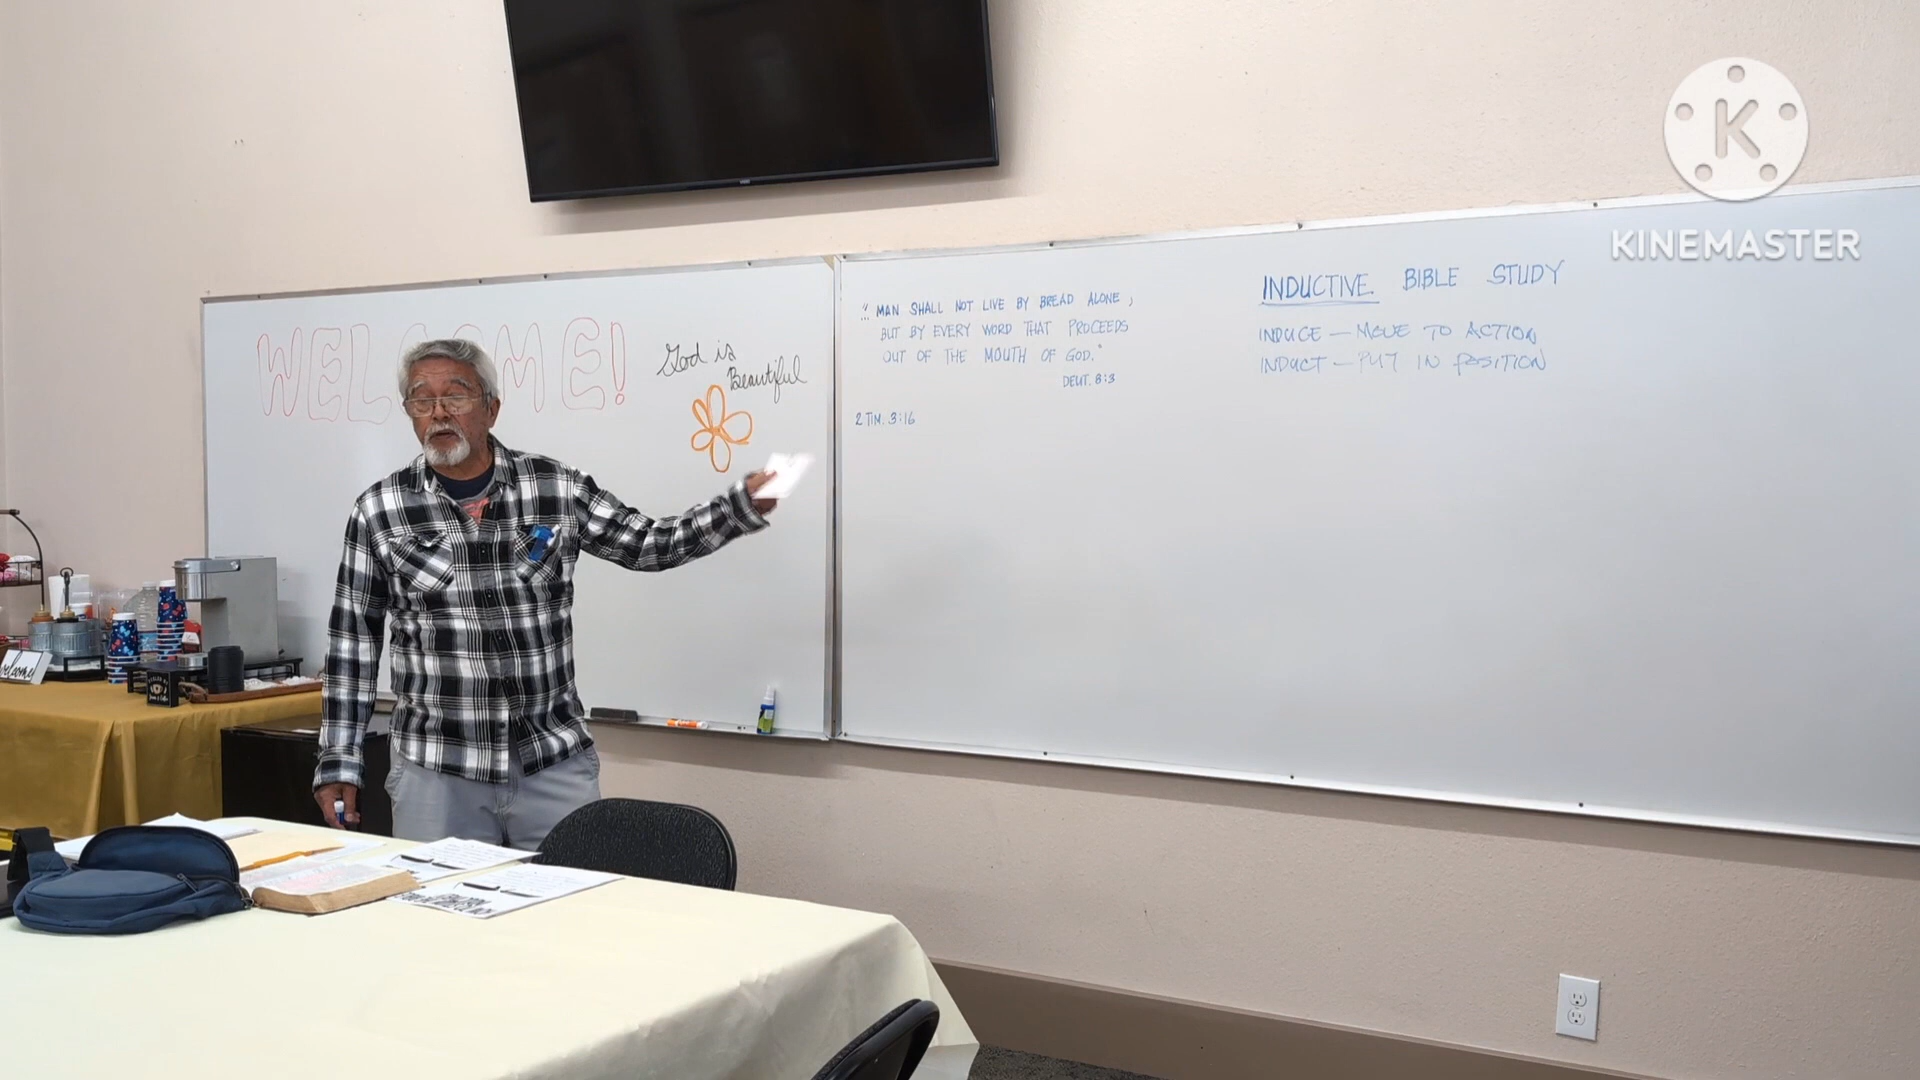 WELCOME!
God is
Beautiful
"MAN SHALL NOT LIVE BY BREAD ALONE,
BUT BY EVERY WORD THAT PROCEEDS
OUT OF THE MOUTH OF GOD."
DEUT. 8:3
2 TIM. 3:16
INDUCTIVE BIBLE STUDY
INDUCE — MOVE TO ACTION
INDUCT — PUT IN POSITION
K
KINEMASTER
welcome